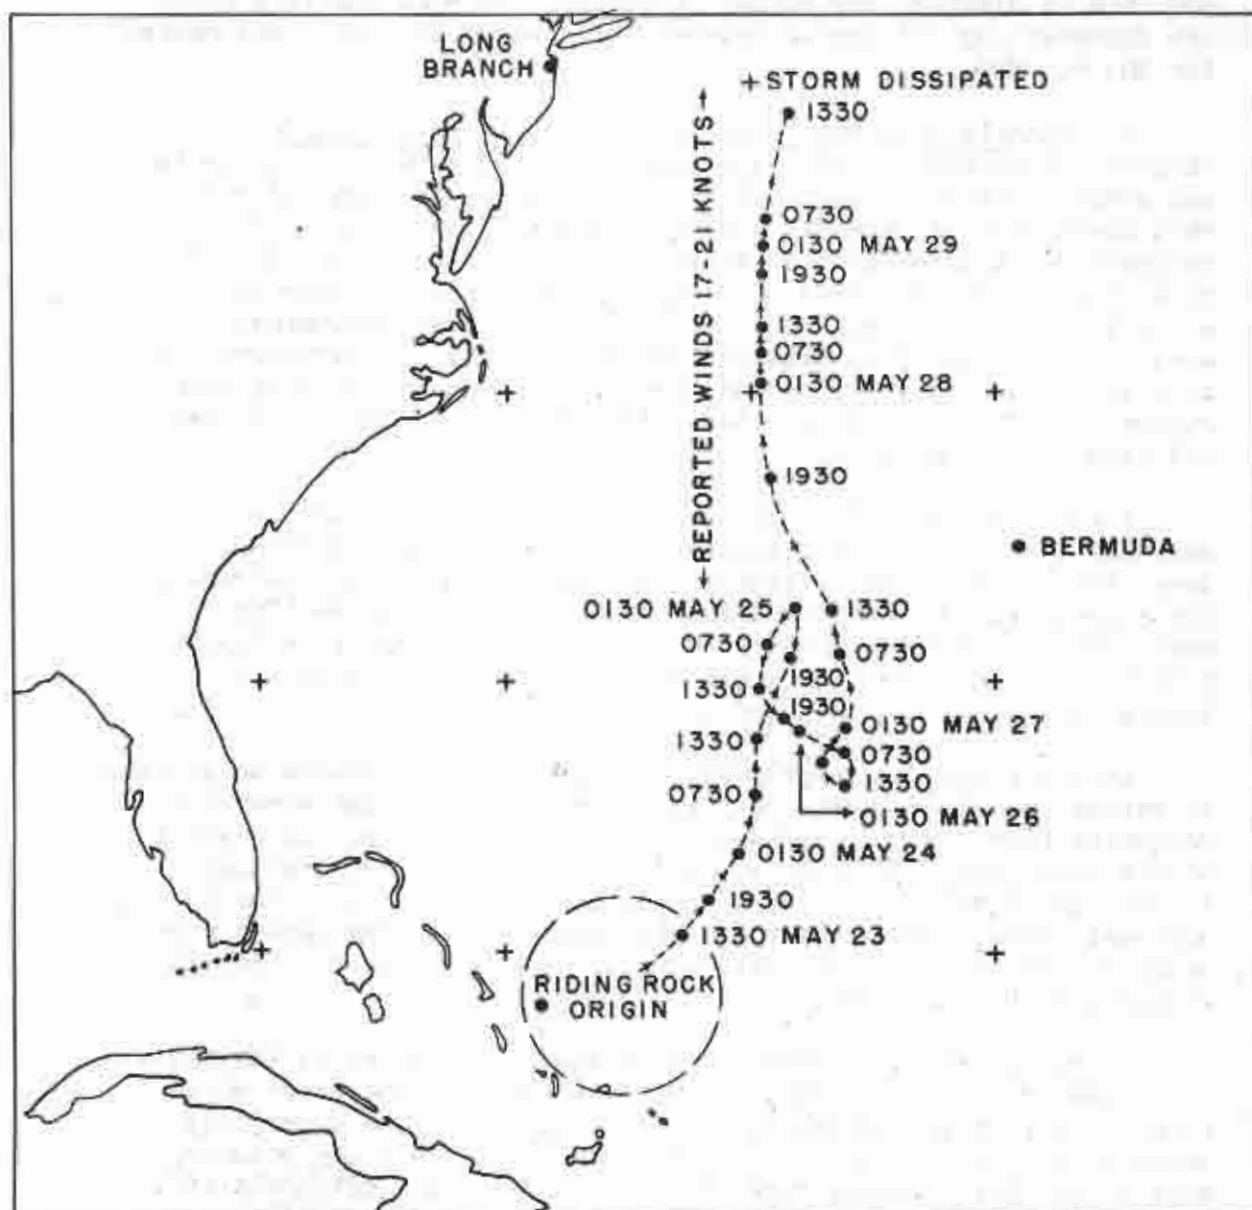 LONG
BRANCH
STORM DISSIPATED
1330
REPORTED WINDS 17-21 KNOTS
0730
0130 MAY 29
1930
1330
0730
0130 MAY 28
1930
BERMUDA
0130 MAY 25
1330
0730
0730
1930
1330
1930
0130 MAY 27
1330
0730
1330
0730
0130 MAY 26
0130 MAY 24
1930
1330 MAY 23
RIDING ROCK
ORIGIN